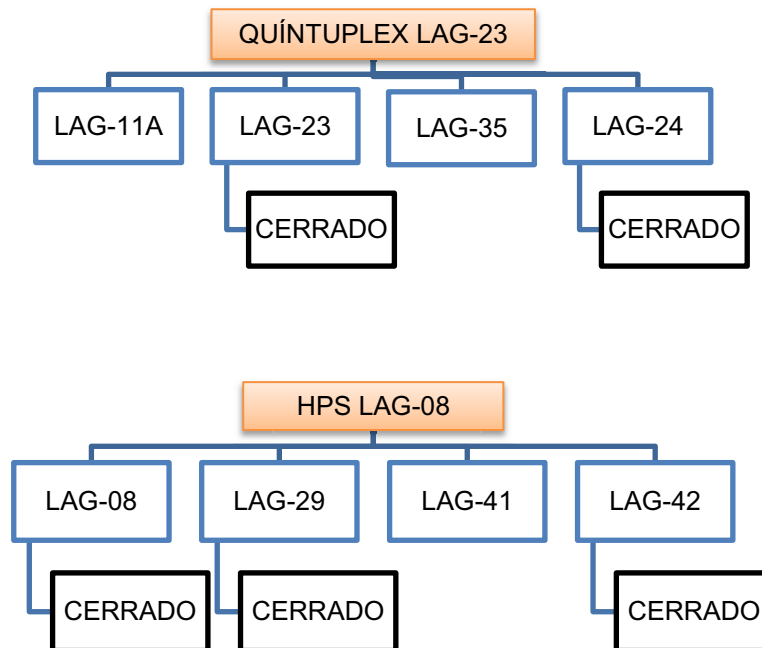 QUÍNTUPLEX LAG-23
LAG-11A
LAG-23
LAG-35
LAG-24
CERRADO
CERRADO
HPS LAG-08
LAG-08
LAG-29
LAG-41
LAG-42
CERRADO
CERRADO
CERRADO